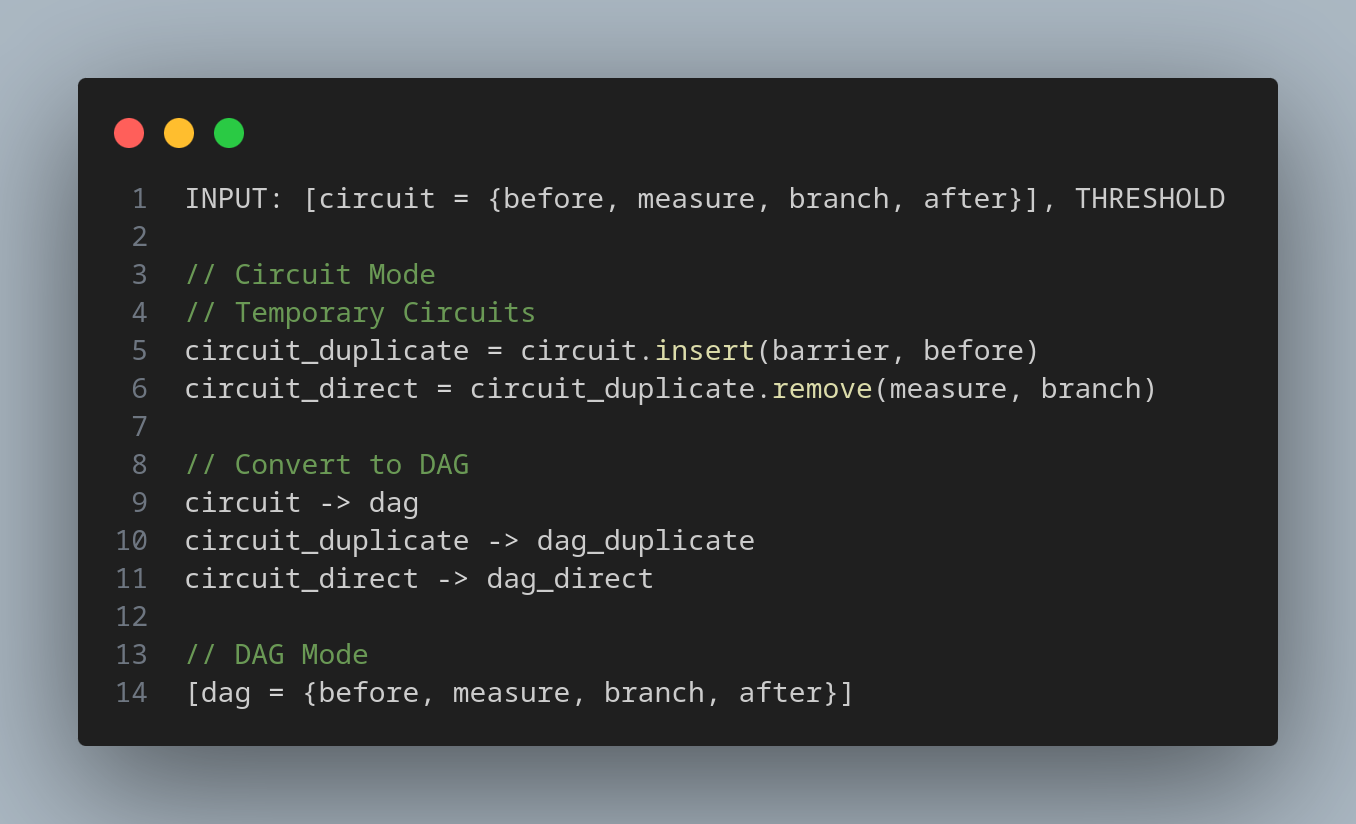 1 INPUT: [circuit = {before, measure, branch, after}], THRESHOLD
2
3 // Circuit Mode
4 // Temporary Circuits
5 circuit_duplicate = circuit.insert(barrier, before)
6 circuit_direct = circuit_duplicate.remove(measure, branch)
7
8 // Convert to DAG
9 circuit -> dag
10 circuit_duplicate -> dag_duplicate
11 circuit_direct -> dag_direct
12
13 // DAG Mode
14 [dag = {before, measure, branch, after}]